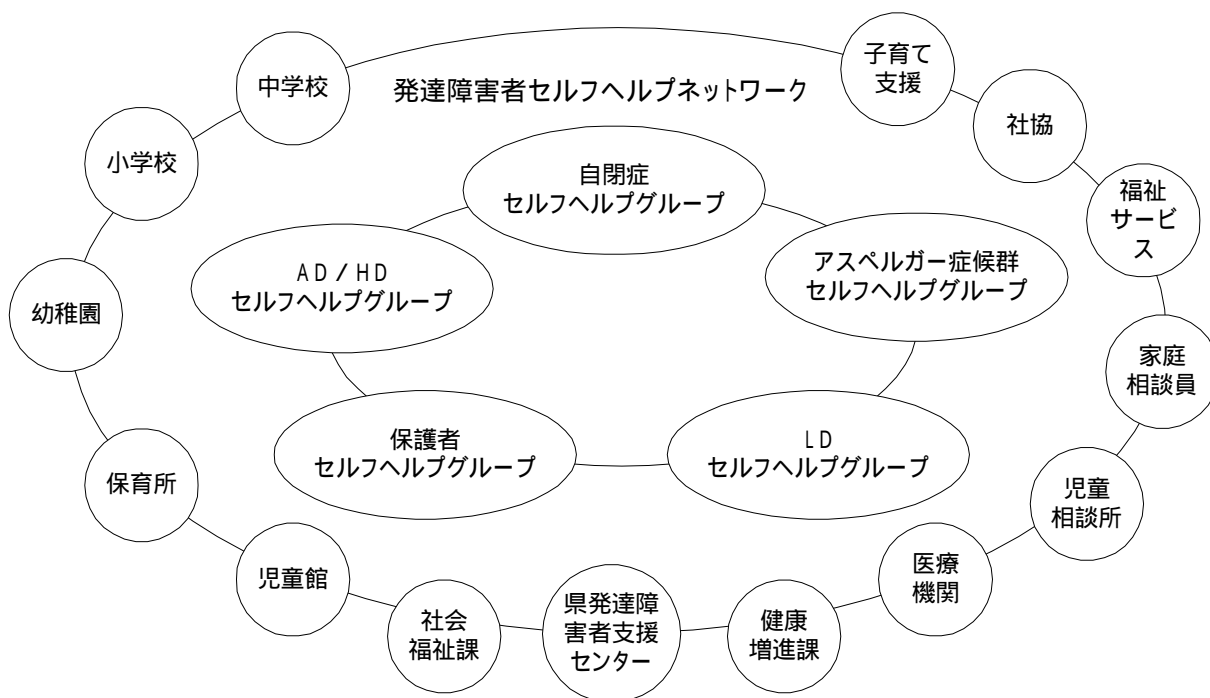 発達障害者セルフヘルプネットワーク
中学校
子育て
支援
社協
小学校
福祉
サービ
ス
自閉症
セルフヘルプグループ
AD/HD
セルフヘルプグループ
アスペルガー症候群
セルフヘルプグループ
幼稚園
家庭
相談員
保護者
セルフヘルプグループ
LD
セルフヘルプグループ
保育所
児童
相談所
児童館
医療
機関
社会
福祉課
県発達障
害者支援
センター
健康
増進課